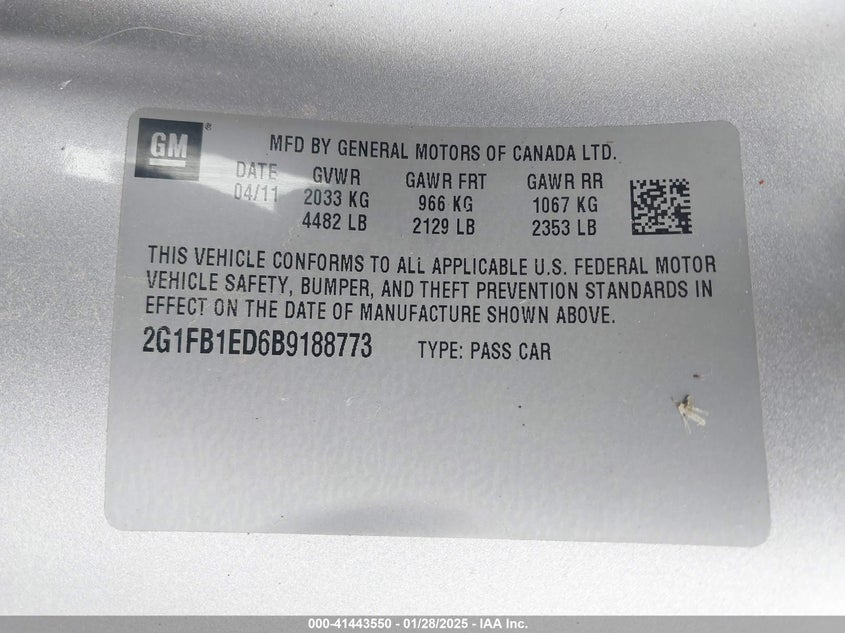 GM®
MFD BY GENERAL MOTORS OF CANADA LTD.
DATE GVWR GAWR FRT GAWR RR
04/11 2033 KG 966 KG 1067 KG
4482 LB 2129 LB 2353 LB
THIS VEHICLE CONFORMS TO ALL APPLICABLE U.S. FEDERAL MOTOR
VEHICLE SAFETY, BUMPER, AND THEFT PREVENTION STANDARDS IN
EFFECT ON THE DATE OF MANUFACTURE SHOWN ABOVE.
2G1FB1ED6B9188773 TYPE: PASS CAR
000-41443550 - 01/28/2025 - IAA Inc.